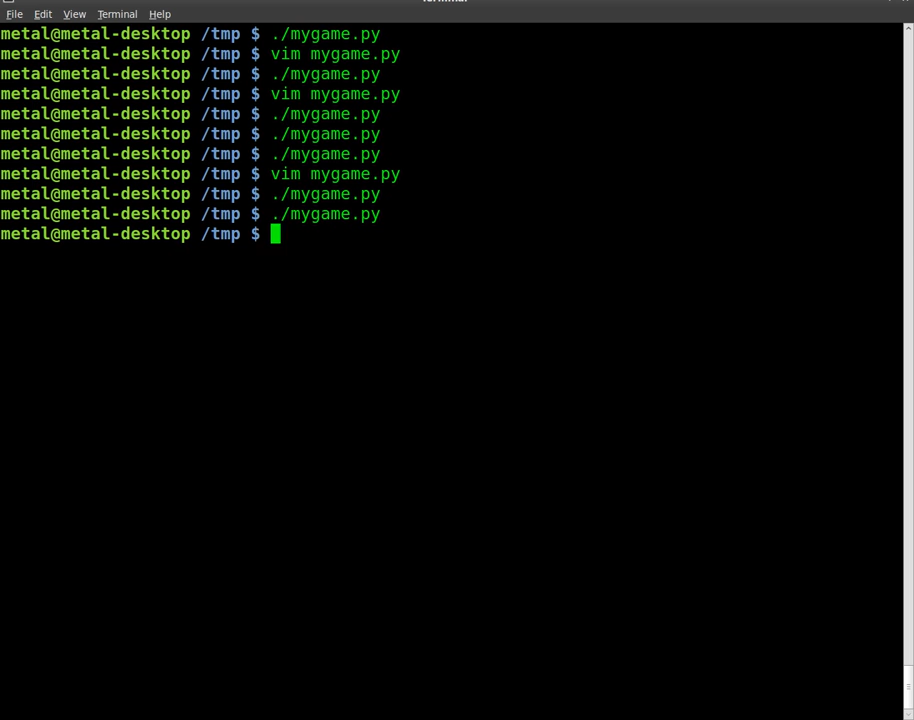 File Edit View Terminal Help
metal@metal-desktop /tmp $ ./mygame.py
metal@metal-desktop /tmp $ vim mygame.py
metal@metal-desktop /tmp $ ./mygame.py
metal@metal-desktop /tmp $ vim mygame.py
metal@metal-desktop /tmp $ ./mygame.py
metal@metal-desktop /tmp $ ./mygame.py
metal@metal-desktop /tmp $ ./mygame.py
metal@metal-desktop /tmp $ vim mygame.py
metal@metal-desktop /tmp $ ./mygame.py
metal@metal-desktop /tmp $ ./mygame.py
metal@metal-desktop /tmp $